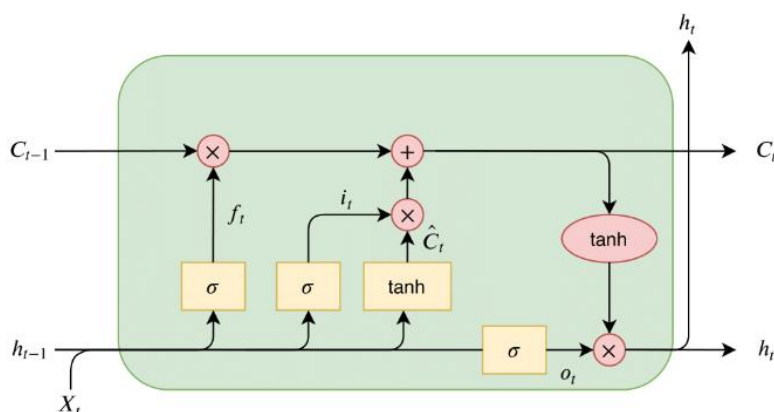 h_t
C_{t-1} × + C_t
i_t
f_t × Ĉ_t tanh
σ σ tanh
h_{t-1} σ × h_t
o_t
X_t